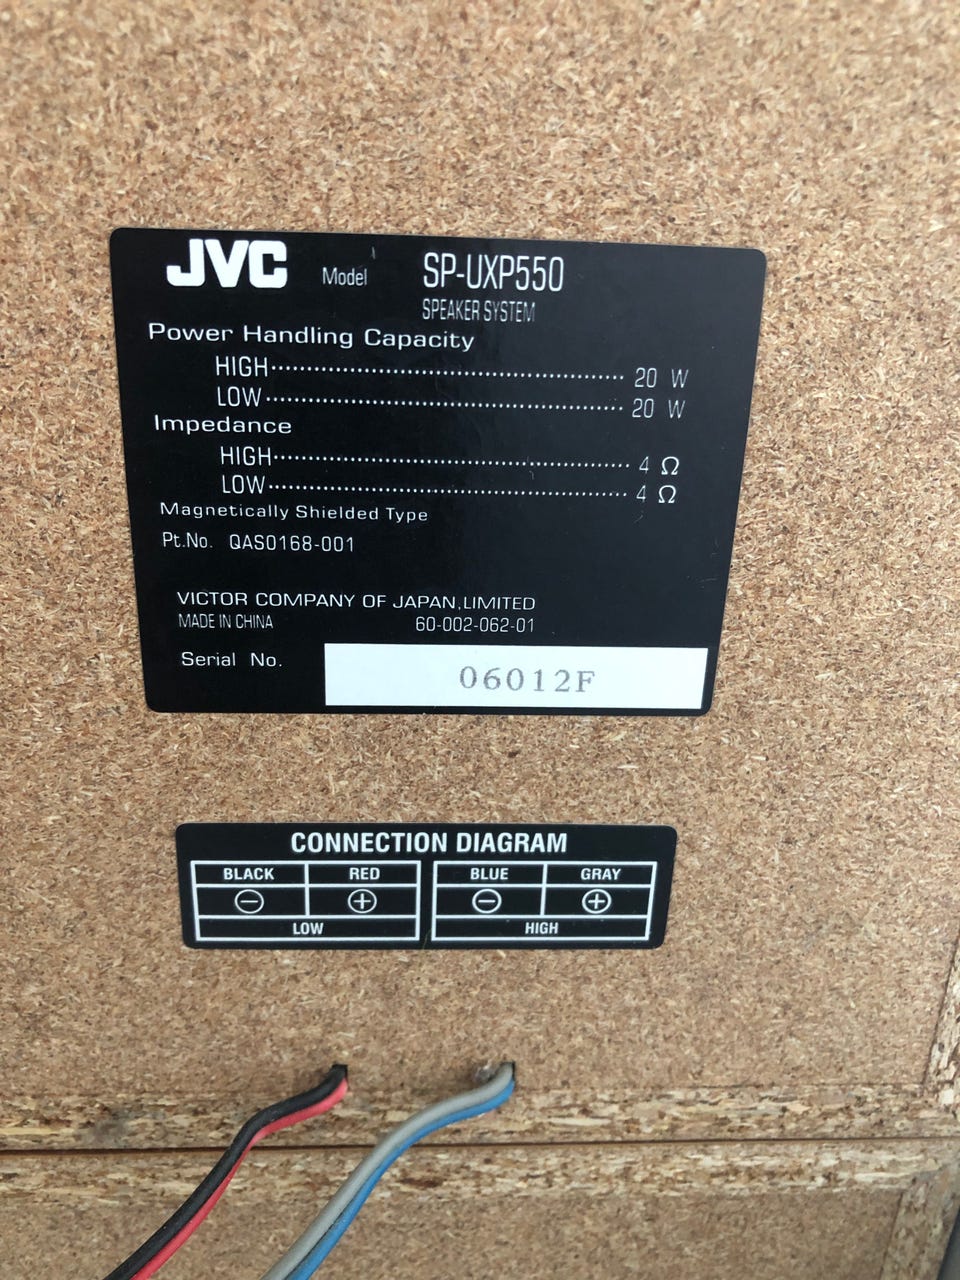 JVC Model SP-UXP550
SPEAKER SYSTEM
Power Handling Capacity
HIGH 20 W
LOW 20 W
Impedance
HIGH 4 Ω
LOW 4 Ω
Magnetically Shielded Type
Pt.No. QAS0168-001
VICTOR COMPANY OF JAPAN,LIMITED
MADE IN CHINA 60-002-062-01
Serial No. 06012F
CONNECTION DIAGRAM
BLACK RED BLUE GRAY
⊖ ⊕ ⊖ ⊕
LOW HIGH